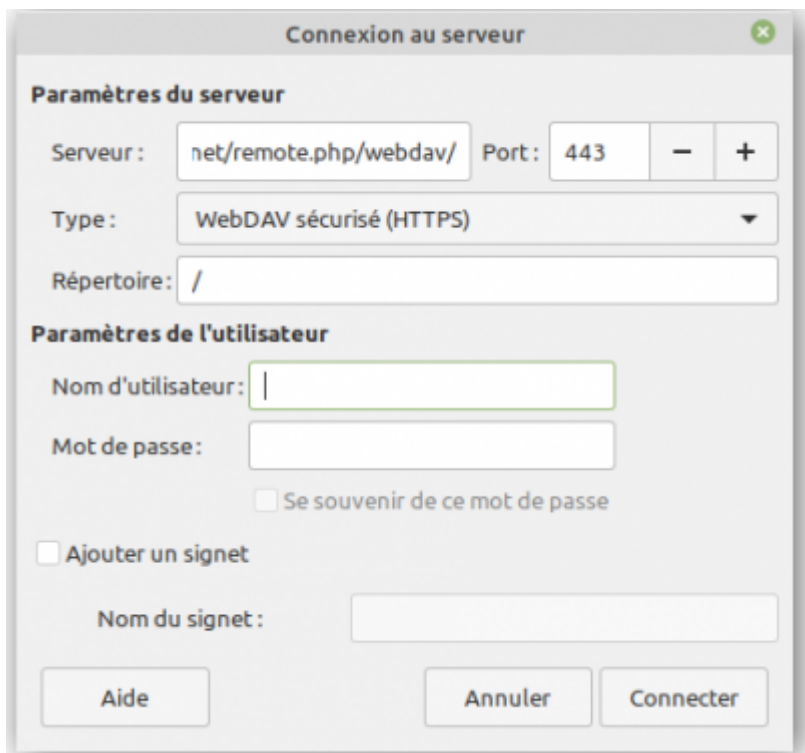 Connexion au serveur
Paramètres du serveur
Serveur : net/remote.php/webdav/ Port : 443 − +
Type : WebDAV sécurisé (HTTPS)
Répertoire : /
Paramètres de l'utilisateur
Nom d'utilisateur :
Mot de passe :
Se souvenir de ce mot de passe
Ajouter un signet
Nom du signet :
Aide Annuler Connecter